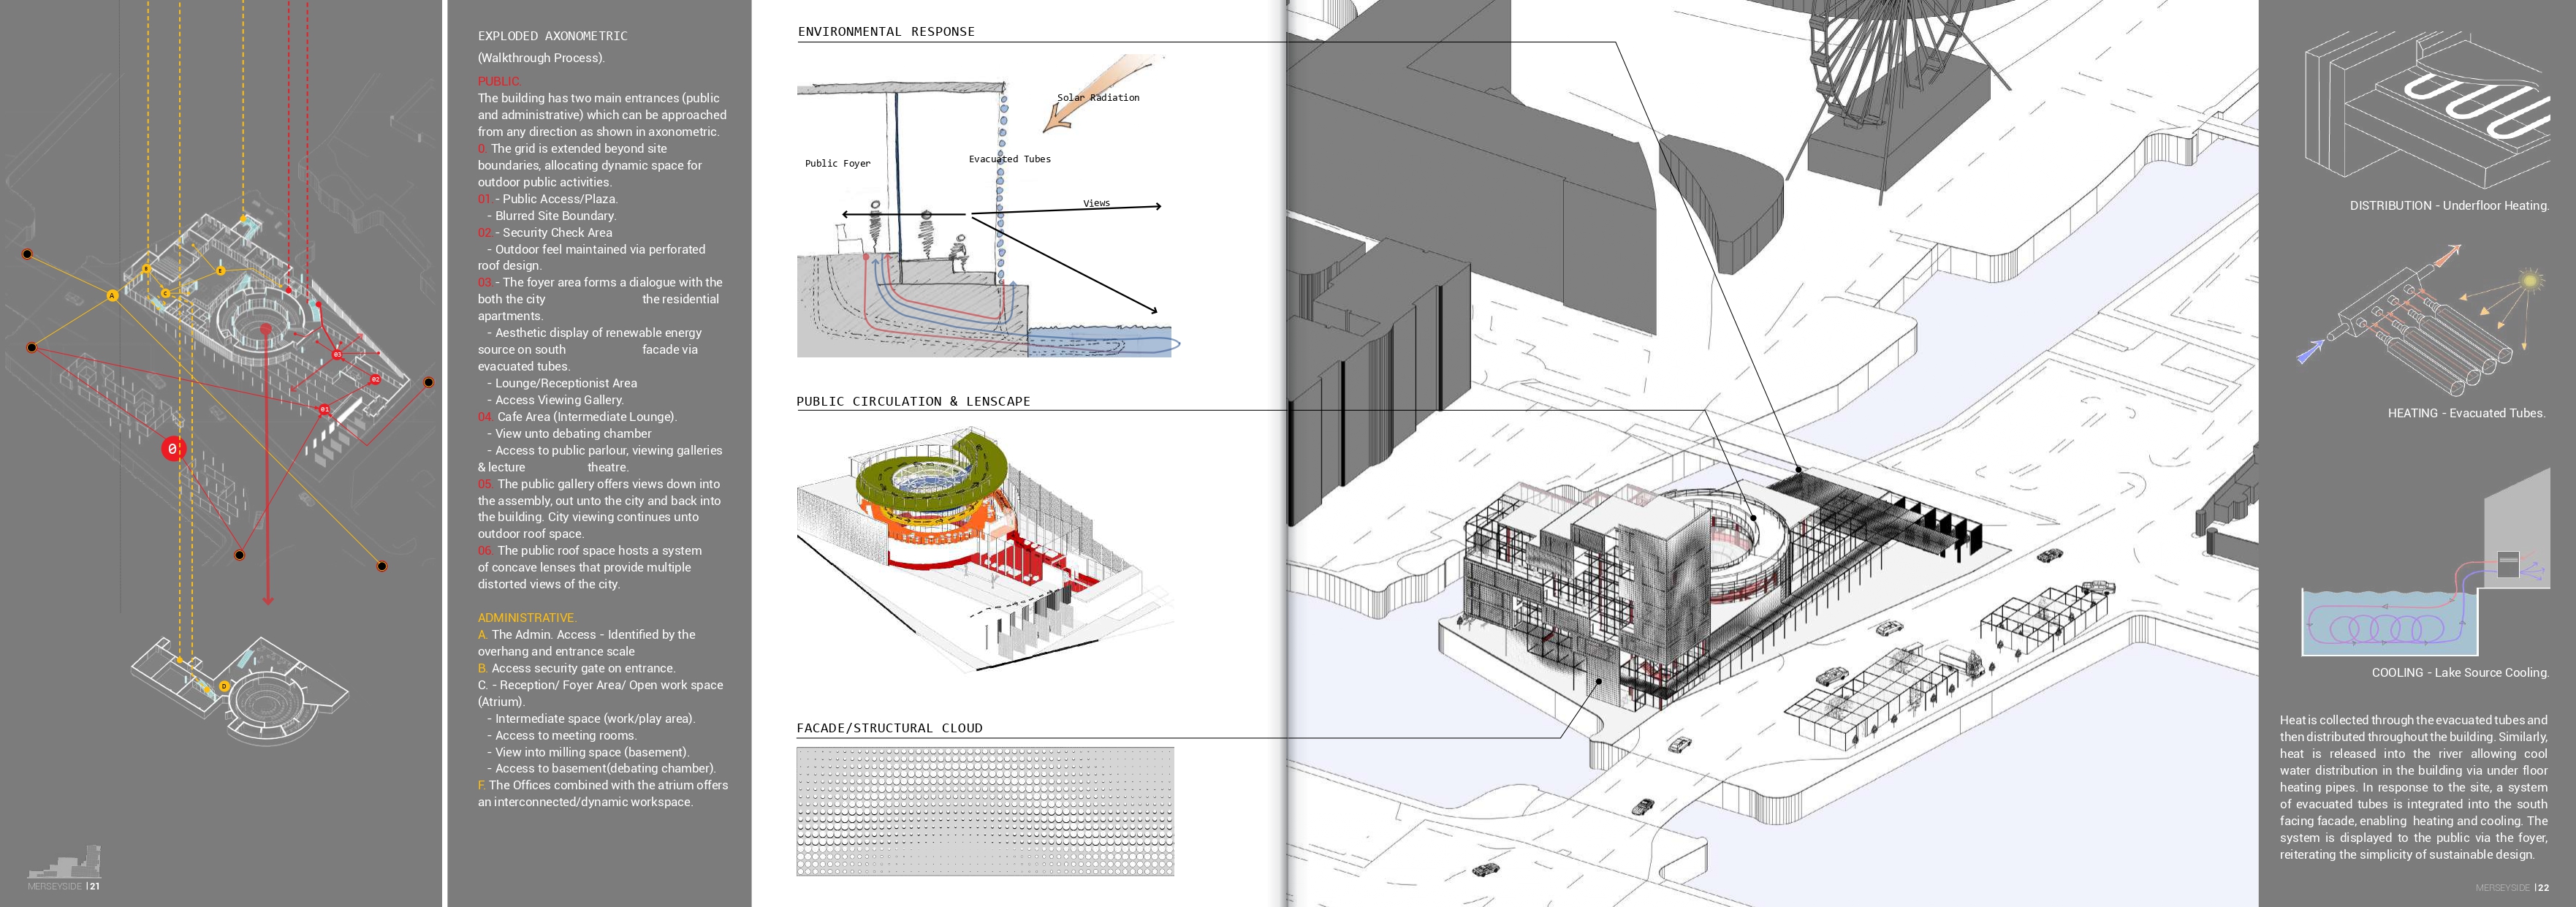 EXPLODED AXONOMETRIC
(Walkthrough Process).
PUBLIC.
The building has two main entrances (public
and administrative) which can be approached
from any direction as shown in axonometric.
0. The grid is extended beyond site
boundaries, allocating dynamic space for
outdoor public activities.
01 - Public Access/Plaza.
- Blurred Site Boundary.
02 - Security Check Area
- Outdoor feel maintained via perforated
roof design.
03 - The foyer area forms a dialogue with the
both the city the residential
apartments.
- Aesthetic display of renewable energy
source on south facade via
evacuated tubes.
- Lounge/Receptionist Area
- Access Viewing Gallery.
04. Cafe Area (Intermediate Lounge).
- View unto debating chamber
- Access to public parlour, viewing galleries
& lecture theatre.
05. The public gallery offers views down into
the assembly, out unto the city and back into
the building. City viewing continues unto
outdoor roof space.
06. The public roof space hosts a system
of concave lenses that provide multiple
distorted views of the city.
ADMINISTRATIVE.
A. The Admin. Access - Identified by the
overhang and entrance scale
B. Access security gate on entrance.
C. - Reception/ Foyer Area/ Open work space
(Atrium).
- Intermediate space (work/play area).
- Access to meeting rooms.
- View into milling space (basement).
- Access to basement(debating chamber).
F. The Offices combined with the atrium offers
an interconnected/dynamic workspace.
B
E
A
C
03
02
01
0
D
MERSEYSIDE |21
ENVIRONMENTAL RESPONSE
Solar Radiation
Public Foyer
Evacuated Tubes
Views
PUBLIC CIRCULATION & LENSCAPE
FACADE/STRUCTURAL CLOUD
DISTRIBUTION - Underfloor Heating.
HEATING - Evacuated Tubes.
COOLING - Lake Source Cooling.
Heat is collected through the evacuated tubes and
then distributed throughout the building. Similarly,
heat is released into the river allowing cool
water distribution in the building via under floor
heating pipes. In response to the site, a system
of evacuated tubes is integrated into the south
facing facade, enabling heating and cooling. The
system is displayed to the public via the foyer,
reiterating the simplicity of sustainable design.
MERSEYSIDE |22